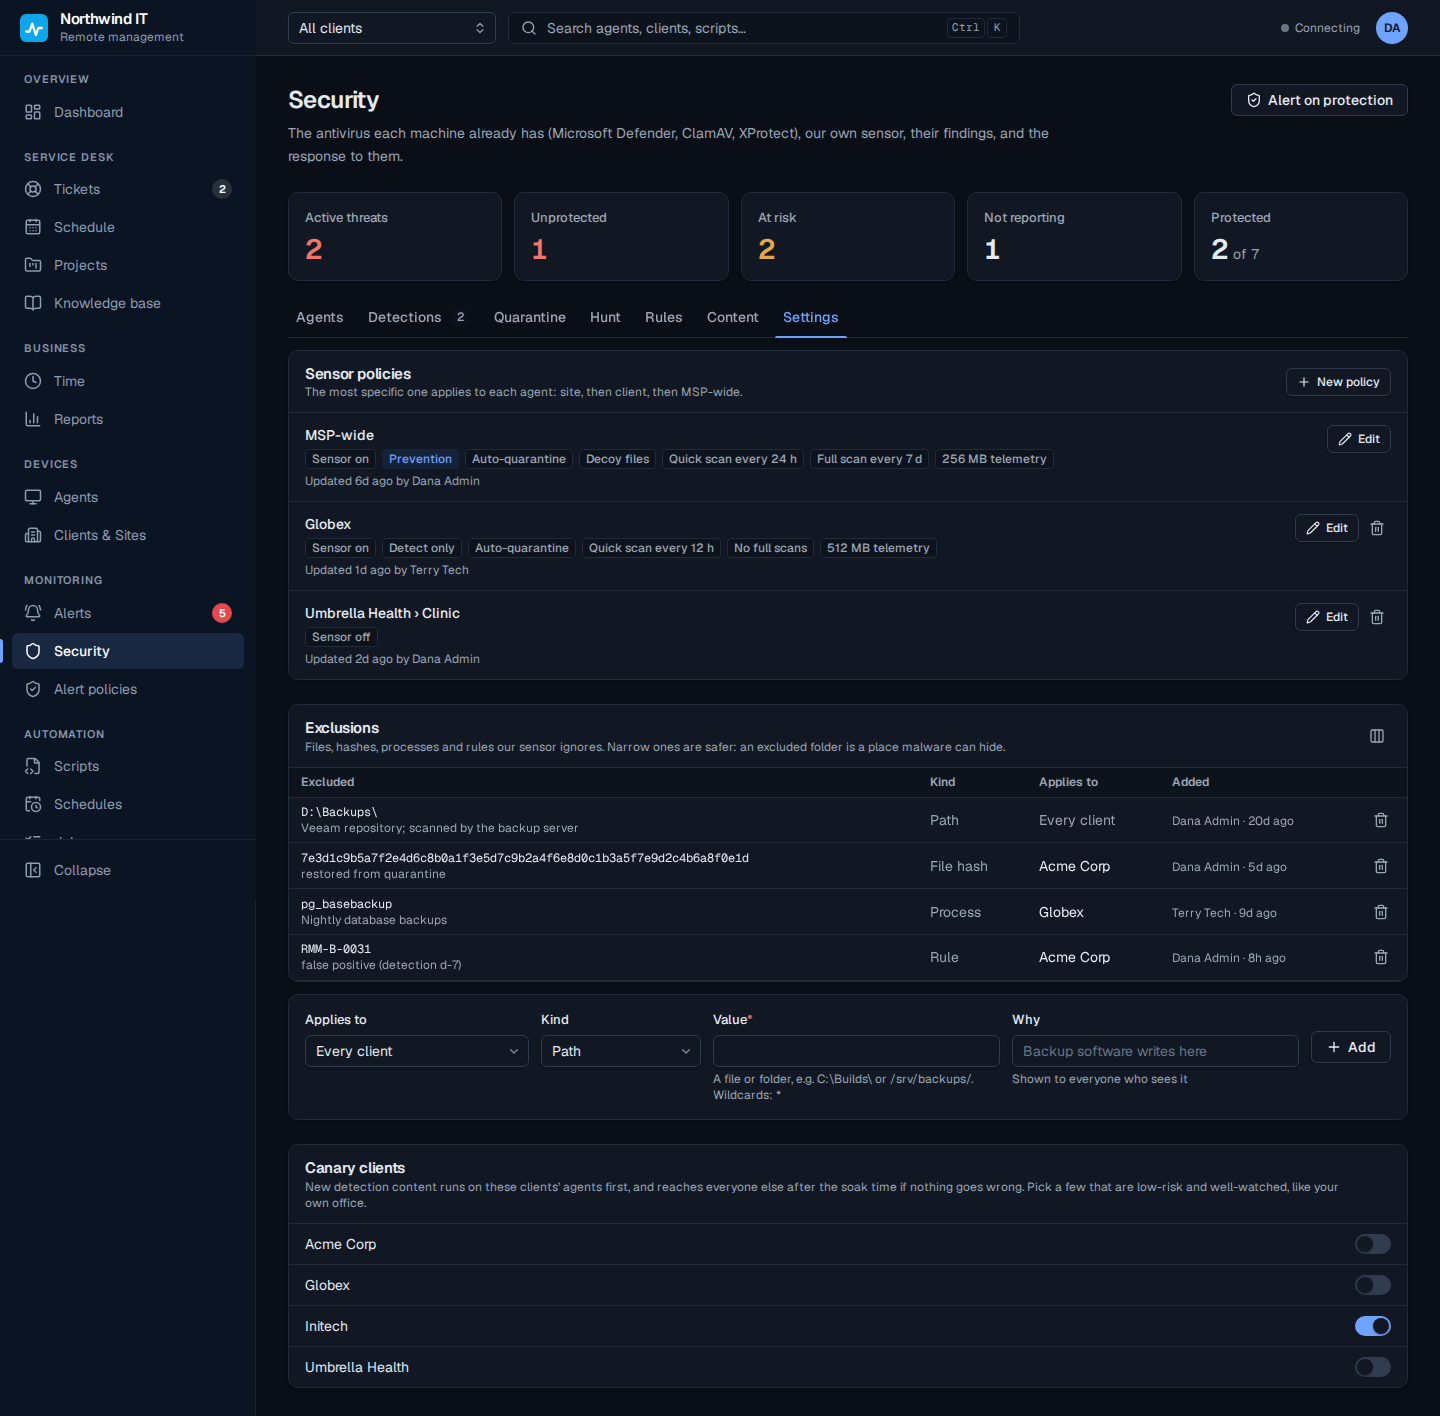 Northwind IT
Remote management
All clients
Search agents, clients, scripts...
Ctrl K
Connecting
DA
OVERVIEW
Dashboard
SERVICE DESK
Tickets 2
Schedule
Projects
Knowledge base
BUSINESS
Time
Reports
DEVICES
Agents
Clients & Sites
MONITORING
Alerts 5
Security
Alert policies
AUTOMATION
Scripts
Schedules
Collapse
Security
Alert on protection
The antivirus each machine already has (Microsoft Defender, ClamAV, XProtect), our own sensor, their findings, and the
response to them.
Active threats
2
Unprotected
1
At risk
2
Not reporting
1
Protected
2 of 7
Agents Detections 2 Quarantine Hunt Rules Content Settings
Sensor policies
The most specific one applies to each agent: site, then client, then MSP-wide.
New policy
MSP-wide
Sensor on Prevention Auto-quarantine Decoy files Quick scan every 24 h Full scan every 7 d 256 MB telemetry
Updated 6d ago by Dana Admin
Edit
Globex
Sensor on Detect only Auto-quarantine Quick scan every 12 h No full scans 512 MB telemetry
Updated 1d ago by Terry Tech
Edit
Umbrella Health › Clinic
Sensor off
Updated 2d ago by Dana Admin
Edit
Exclusions
Files, hashes, processes and rules our sensor ignores. Narrow ones are safer: an excluded folder is a place malware can hide.
Excluded Kind Applies to Added
D:\Backups\
Veeam repository; scanned by the backup server
Path Every client Dana Admin · 20d ago
7e3d1c9b5a7f2e4d6c8b0a1f3e5d7c9b2a4f6e8d0c1b3a5f7e9d2c4b6a8f0e1d
restored from quarantine
File hash Acme Corp Dana Admin · 5d ago
pg_basebackup
Nightly database backups
Process Globex Terry Tech · 9d ago
RMM-B-0031
false positive (detection d-7)
Rule Acme Corp Dana Admin · 8h ago
Applies to Kind Value* Why
Every client Path Backup software writes here
Add
A file or folder, e.g. C:\Builds\ or /srv/backups/.
Wildcards: *
Shown to everyone who sees it
Canary clients
New detection content runs on these clients' agents first, and reaches everyone else after the soak time if nothing goes wrong. Pick a few that are low-risk and well-watched, like your
own office.
Acme Corp
Globex
Initech
Umbrella Health